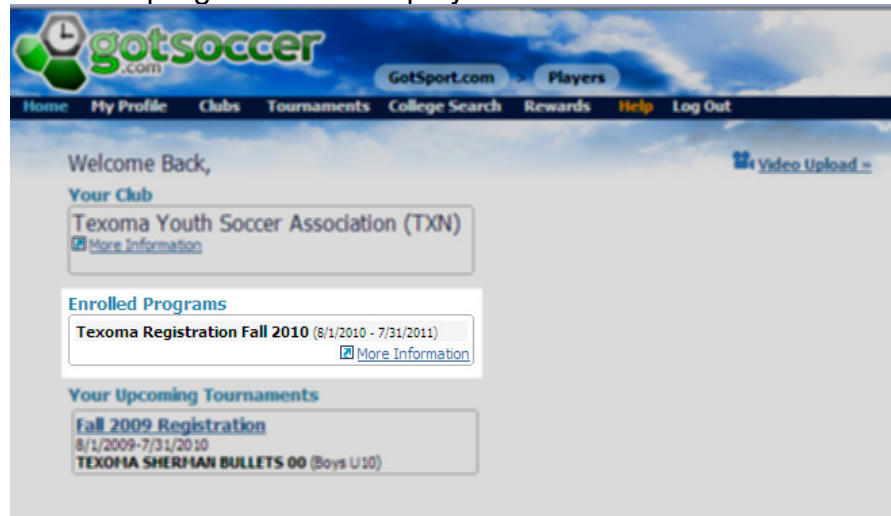 gotsoccer
.com
GotSport.com > Players
Home My Profile Clubs Tournaments College Search Rewards Help Log Out
Welcome Back,
Video Upload »
Your Club
Texoma Youth Soccer Association (TXN)
More Information
Enrolled Programs
Texoma Registration Fall 2010 (8/1/2010 - 7/31/2011)
More Information
Your Upcoming Tournaments
Fall 2009 Registration
8/1/2009-7/31/2010
TEXOMA SHERMAN BULLETS 00 (Boys U10)